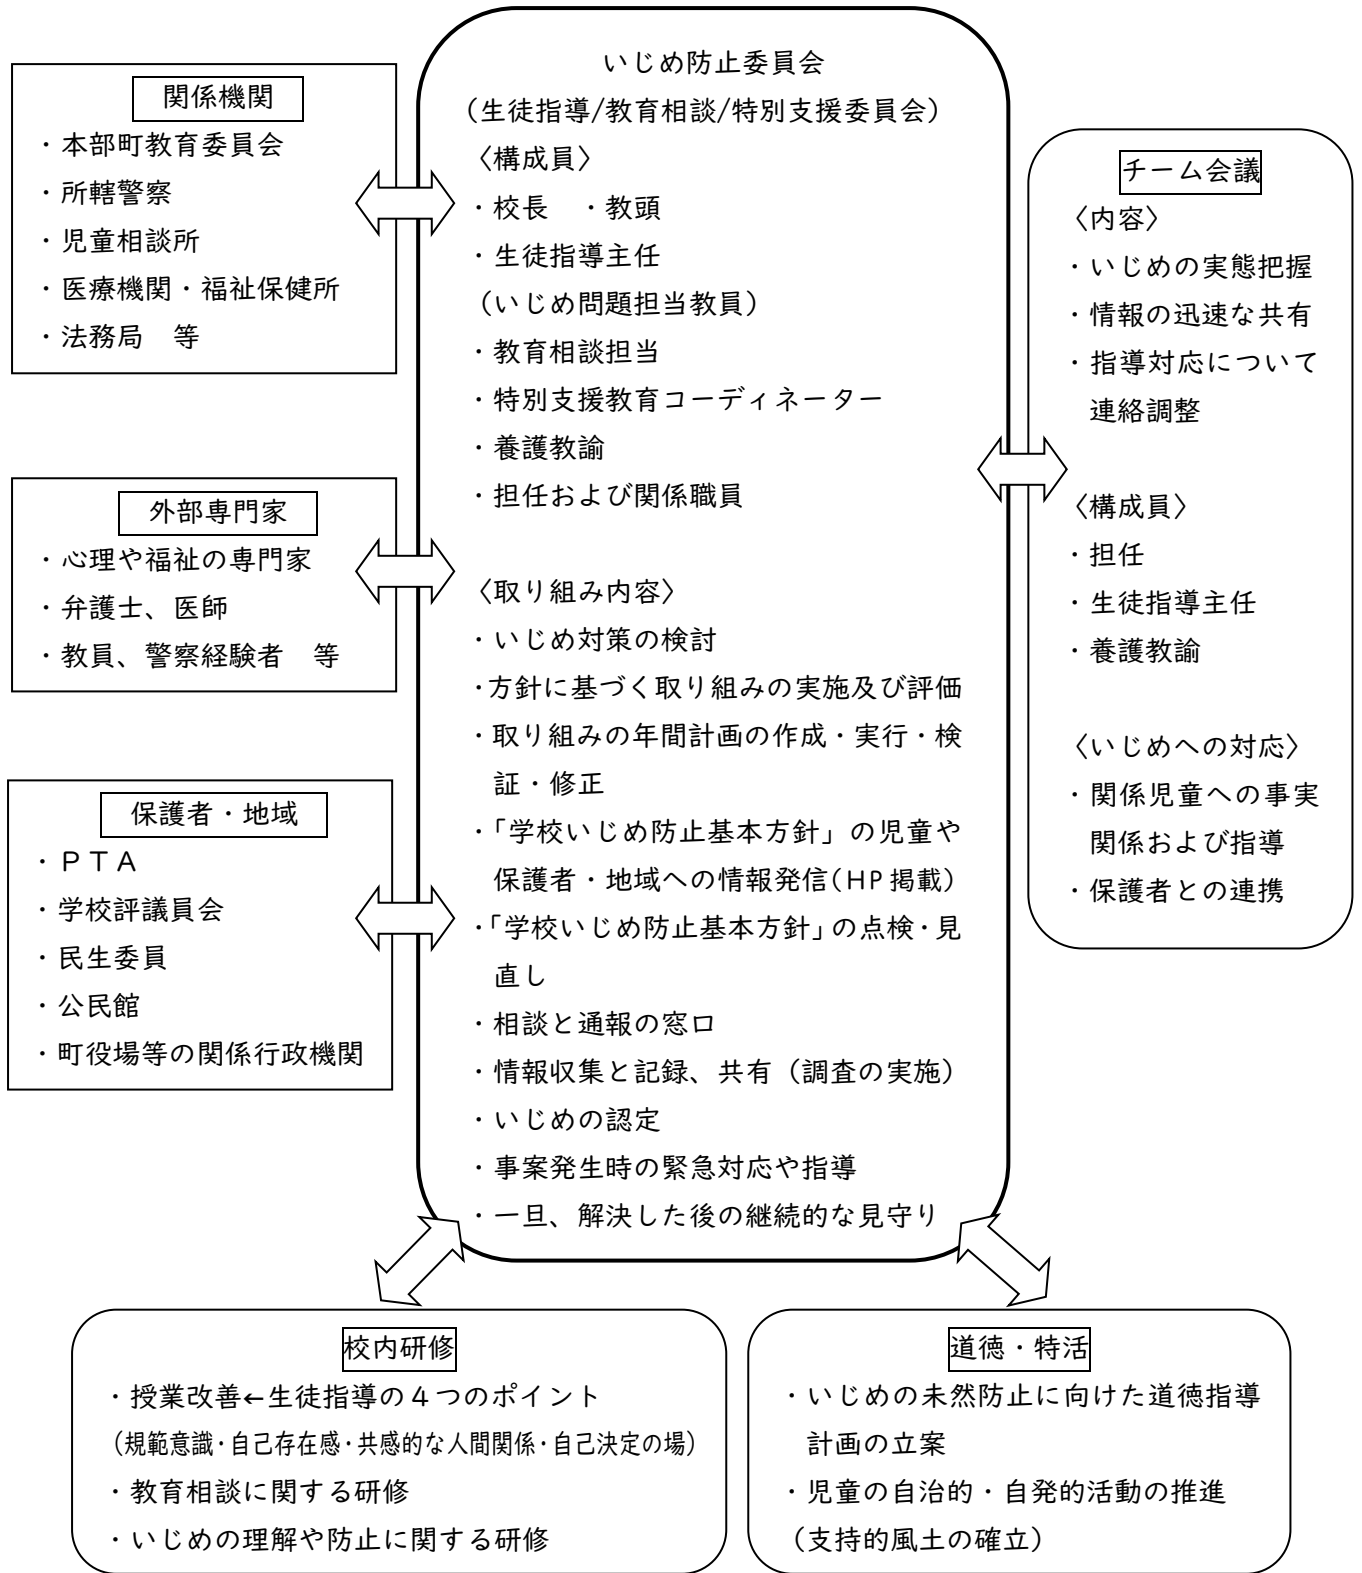 いじめ防止委員会
（生徒指導/教育相談/特別支援委員会）
〈構成員〉
・校長　・教頭
・生徒指導主任
（いじめ問題担当教員）
・教育相談担当
・特別支援教育コーディネーター
・養護教諭
・担任および関係職員
〈取り組み内容〉
・いじめ対策の検討
・方針に基づく取り組みの実施及び評価
・取り組みの年間計画の作成・実行・検
証・修正
・「学校いじめ防止基本方針」の児童や
保護者・地域への情報発信（HP掲載）
・「学校いじめ防止基本方針」の点検・見
直し
・相談と通報の窓口
・情報収集と記録、共有（調査の実施）
・いじめの認定
・事案発生時の緊急対応や指導
・一旦、解決した後の継続的な見守り
関係機関
・本部町教育委員会
・所轄警察
・児童相談所
・医療機関・福祉保健所
・法務局　等
外部専門家
・心理や福祉の専門家
・弁護士、医師
・教員、警察経験者　等
保護者・地域
・ＰＴＡ
・学校評議員会
・民生委員
・公民館
・町役場等の関係行政機関
チーム会議
〈内容〉
・いじめの実態把握
・情報の迅速な共有
・指導対応について
連絡調整
〈構成員〉
・担任
・生徒指導主任
・養護教諭
〈いじめへの対応〉
・関係児童への事実
関係および指導
・保護者との連携
校内研修
・授業改善←生徒指導の４つのポイント
（規範意識・自己存在感・共感的な人間関係・自己決定の場）
・教育相談に関する研修
・いじめの理解や防止に関する研修
道徳・特活
・いじめの未然防止に向けた道徳指導
計画の立案
・児童の自治的・自発的活動の推進
（支持的風土の確立）